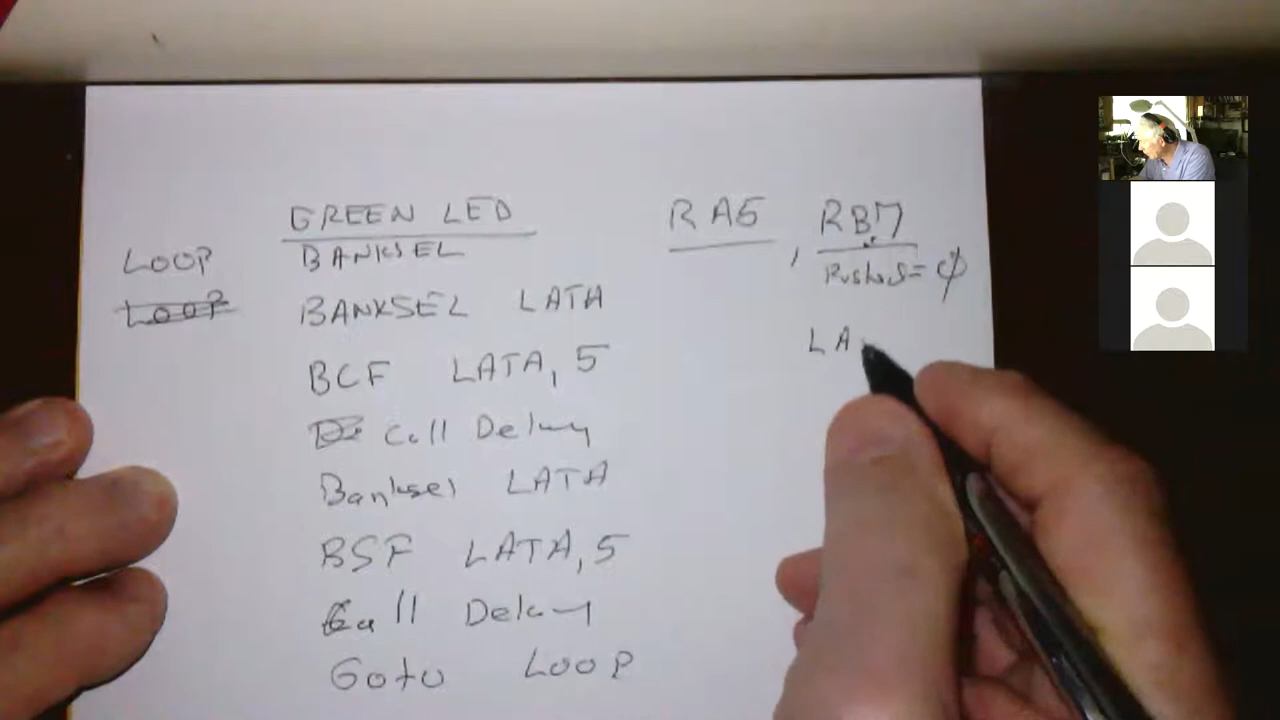 GREEN LED RA5, RB7
LOOP BANKSEL
Pushed = φ
LOOP BANKSEL LATA
LA
BCF LATA, 5
Call Delay
Banksel LATA
BSF LATA, 5
Call Delay
Goto LOOP